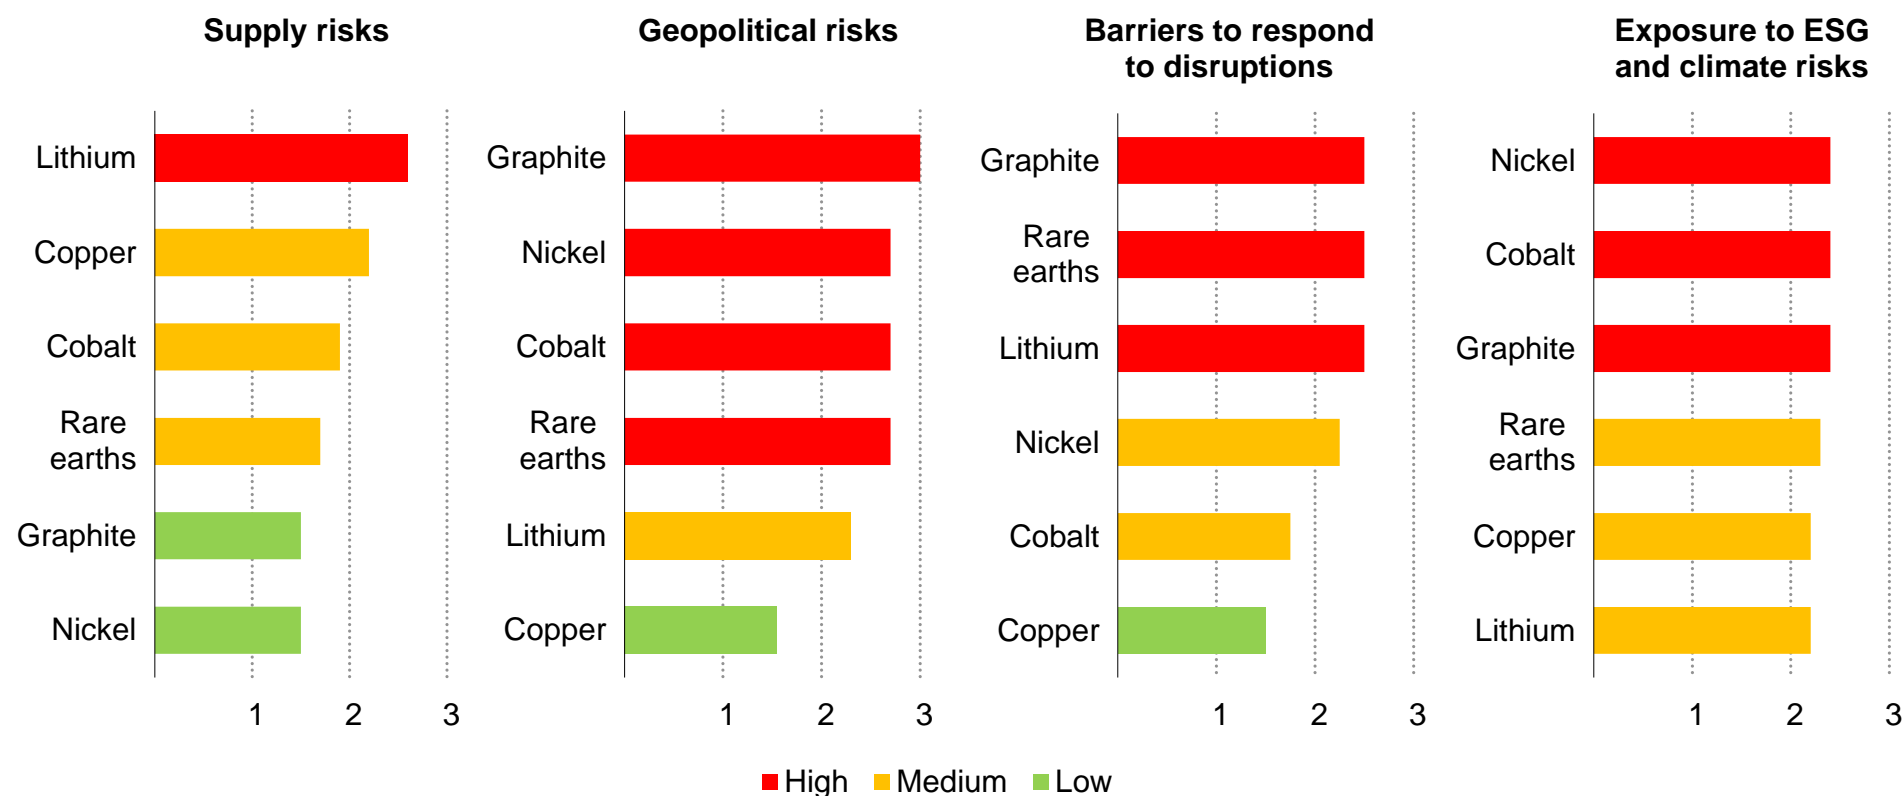 Supply risks
Lithium
Copper
Cobalt
Rare
earths
Graphite
Nickel
1 2 3
Geopolitical risks
Graphite
Nickel
Cobalt
Rare
earths
Lithium
Copper
1 2 3
Barriers to respond
to disruptions
Graphite
Rare
earths
Lithium
Nickel
Cobalt
Copper
1 2 3
Exposure to ESG
and climate risks
Nickel
Cobalt
Graphite
Rare
earths
Copper
Lithium
1 2 3
High Medium Low